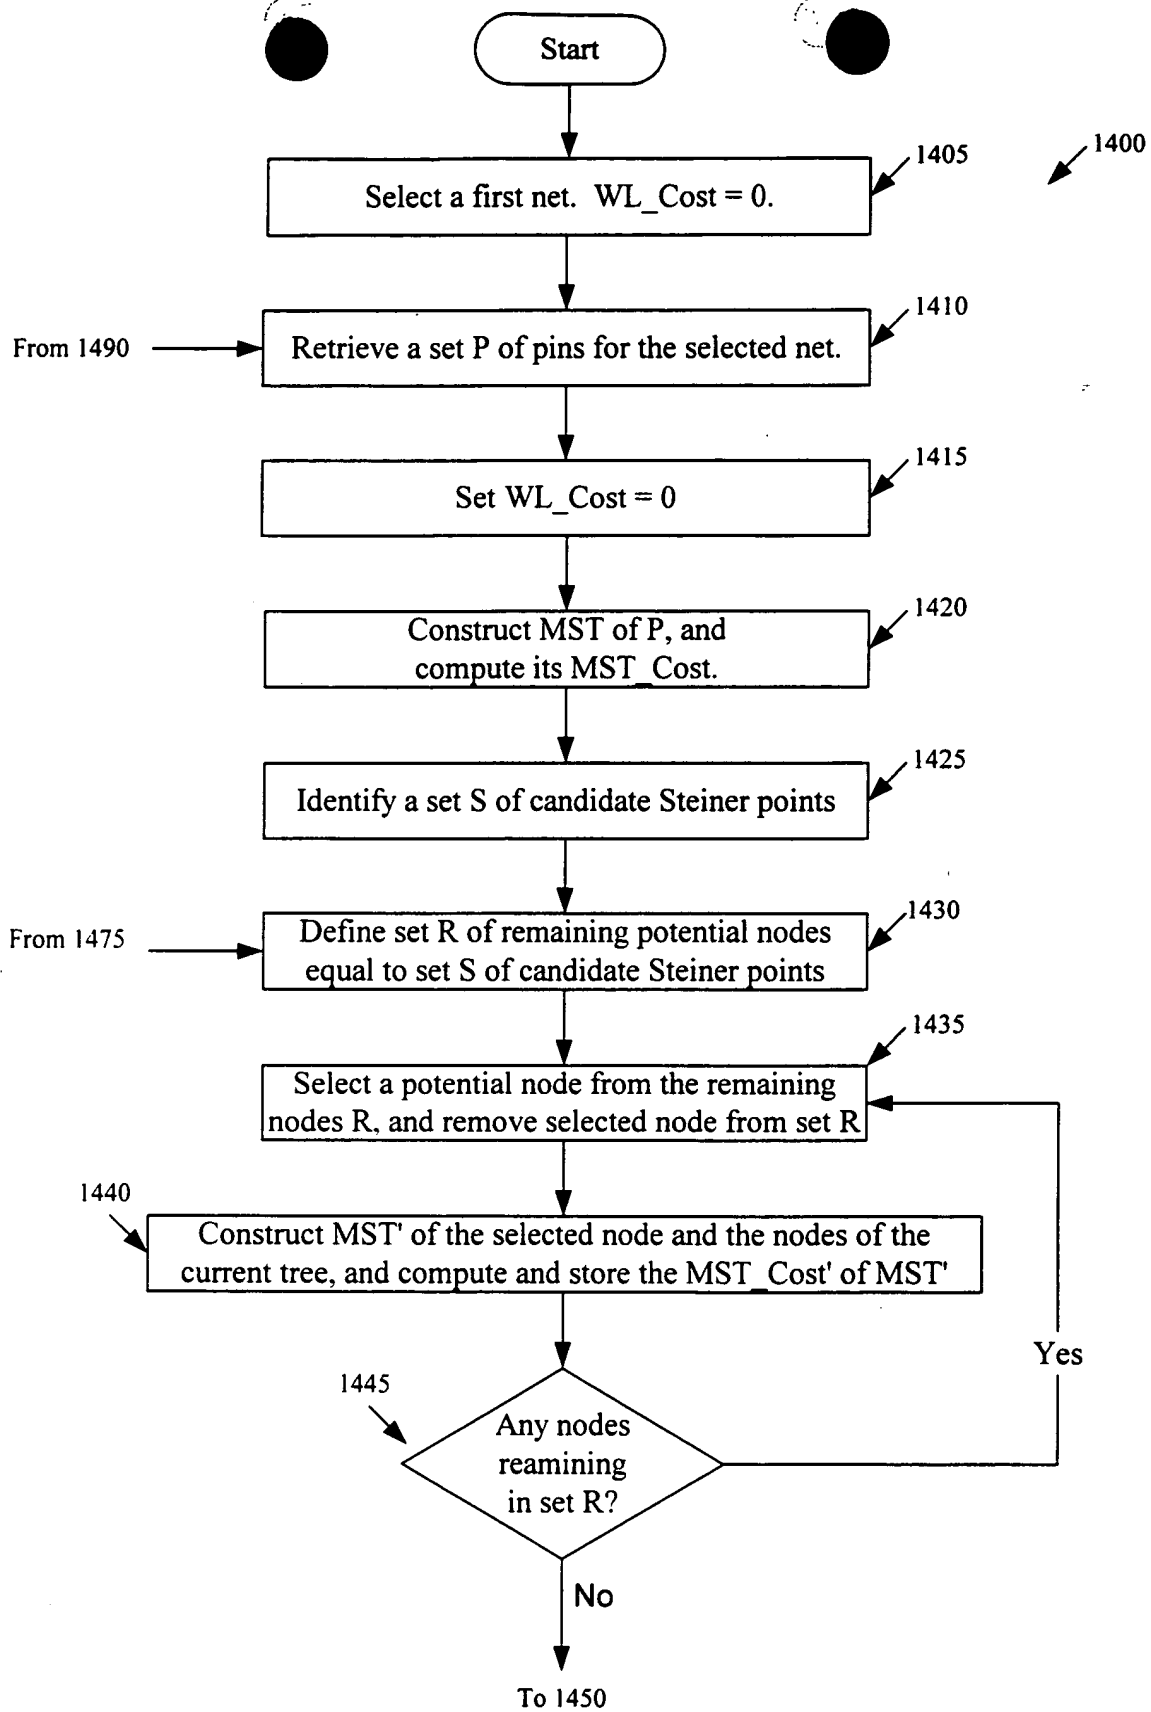 Start
1400
1405
Select a first net. WL_Cost = 0.
1410
From 1490
Retrieve a set P of pins for the selected net.
1415
Set WL_Cost = 0
1420
Construct MST of P, and
compute its MST_Cost.
1425
Identify a set S of candidate Steiner points
1430
From 1475
Define set R of remaining potential nodes
equal to set S of candidate Steiner points
1435
Select a potential node from the remaining
nodes R, and remove selected node from set R
1440
Construct MST' of the selected node and the nodes of the
current tree, and compute and store the MST_Cost' of MST'
Yes
1445
Any nodes
reamining
in set R?
No
To 1450